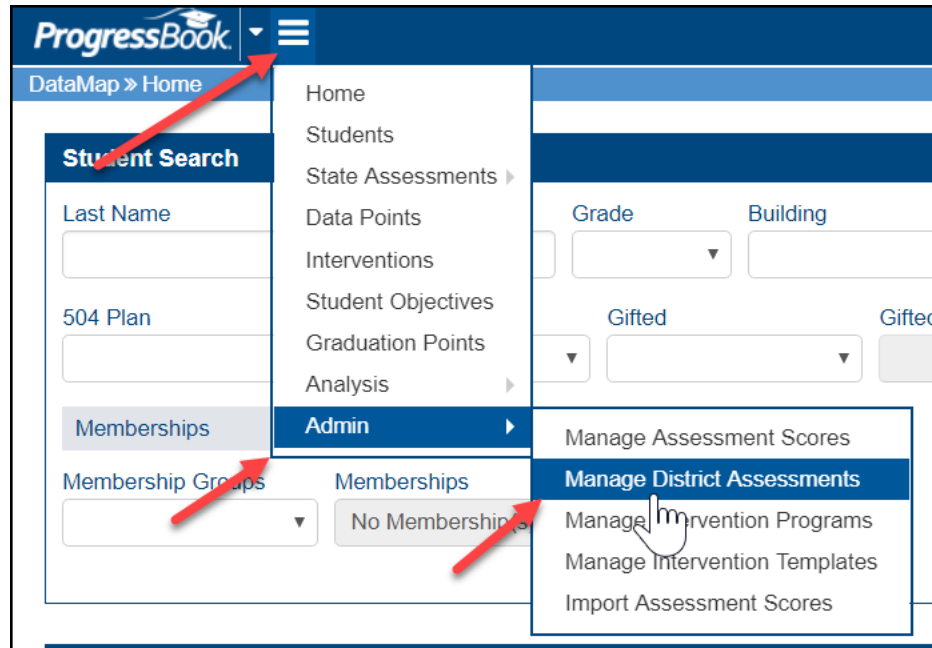 ProgressBook
DataMap » Home
Home
Students
State Assessments
Data Points
Interventions
Student Objectives
Graduation Points
Analysis
Admin
Manage Assessment Scores
Manage District Assessments
Manage Intervention Programs
Manage Intervention Templates
Import Assessment Scores
Student Search
Last Name
Grade
Building
504 Plan
Gifted
Gifted
Memberships
Membership Groups
Memberships
No Membership(s